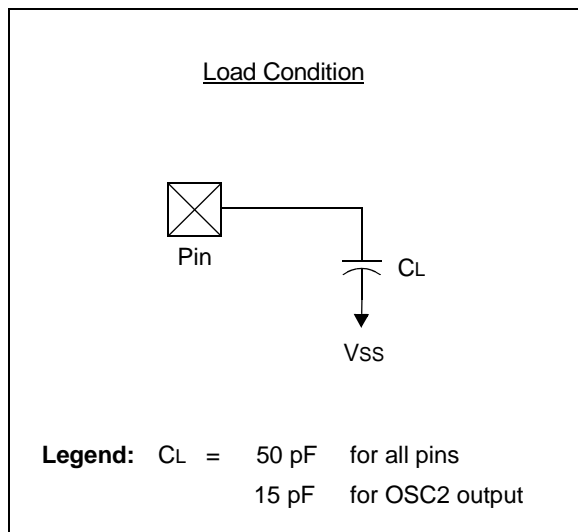 Load Condition
Pin
CL
VSS
Legend: CL = 50 pF for all pins
15 pF for OSC2 output